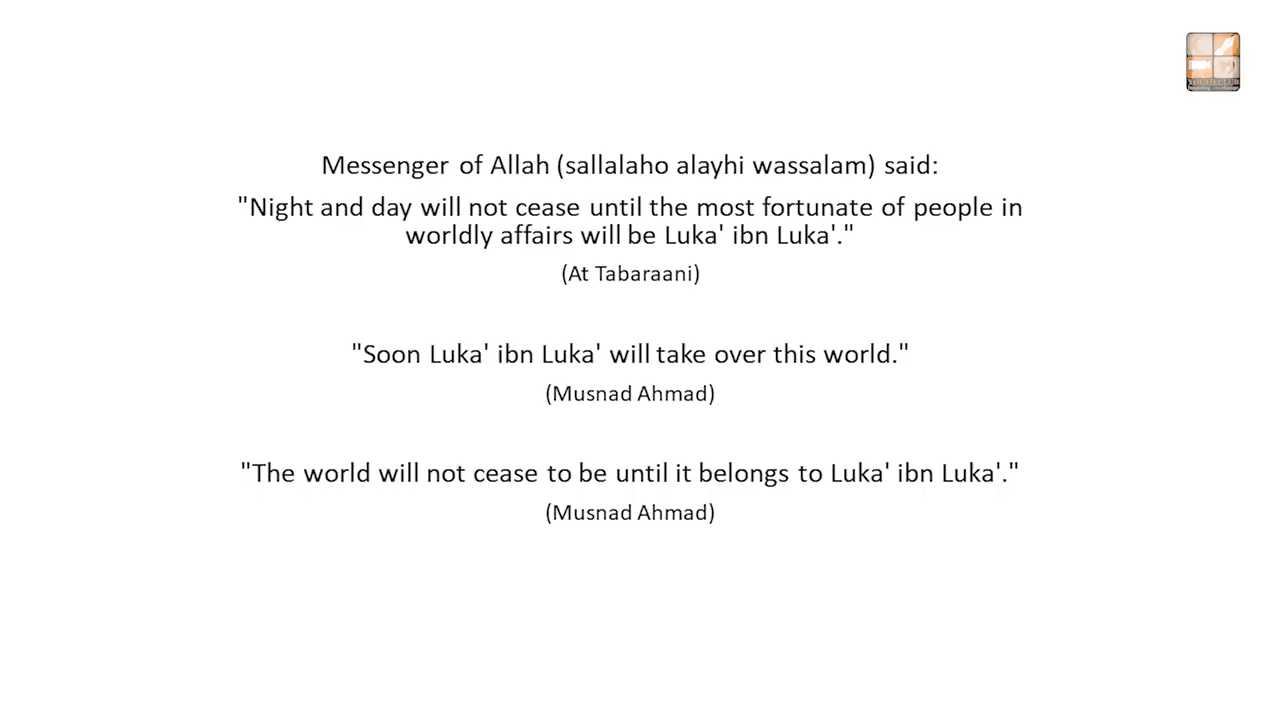 Messenger of Allah (sallalaho alayhi wassalam) said:
"Night and day will not cease until the most fortunate of people in
worldly affairs will be Luka' ibn Luka'."
(At Tabaraani)
"Soon Luka' ibn Luka' will take over this world."
(Musnad Ahmad)
"The world will not cease to be until it belongs to Luka' ibn Luka'."
(Musnad Ahmad)